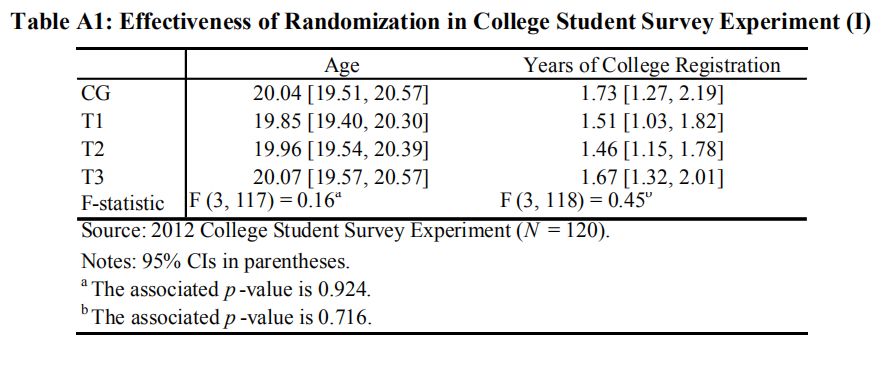 Table A1: Effectiveness of Randomization in College Student Survey Experiment (I)
Age Years of College Registration
CG 20.04 [19.51, 20.57] 1.73 [1.27, 2.19]
T1 19.85 [19.40, 20.30] 1.51 [1.03, 1.82]
T2 19.96 [19.54, 20.39] 1.46 [1.15, 1.78]
T3 20.07 [19.57, 20.57] 1.67 [1.32, 2.01]
F-statistic F (3, 117) = 0.16ᵃ F (3, 118) = 0.45ᵇ
Source: 2012 College Student Survey Experiment (N = 120).
Notes: 95% CIs in parentheses.
ᵃ The associated p-value is 0.924.
ᵇ The associated p-value is 0.716.